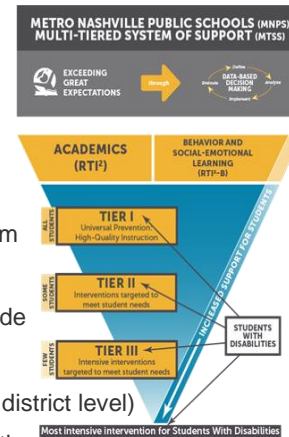 METRO NASHVILLE PUBLIC SCHOOLS (MNPS)
MULTI-TIERED SYSTEM OF SUPPORT (MTSS)
EXCEEDING
GREAT
EXPECTATIONS
through
Define
Analyze
Implement
Evaluate
DATA-BASED
DECISION
MAKING
ACADEMICS
(RTI²)
BEHAVIOR AND
SOCIAL-EMOTIONAL
LEARNING
(RTI²-B)
ALL
STUDENTS
TIER I
Universal Prevention:
High-Quality Instruction
SOME
STUDENTS
TIER II
Interventions targeted to
meet student needs
FEW
STUDENTS
TIER III
Intensive interventions
targeted to meet student needs
INCREASED SUPPORT FOR STUDENTS
STUDENTS
WITH
DISABILITIES
district level)
Most intensive intervention for Students With Disabilities